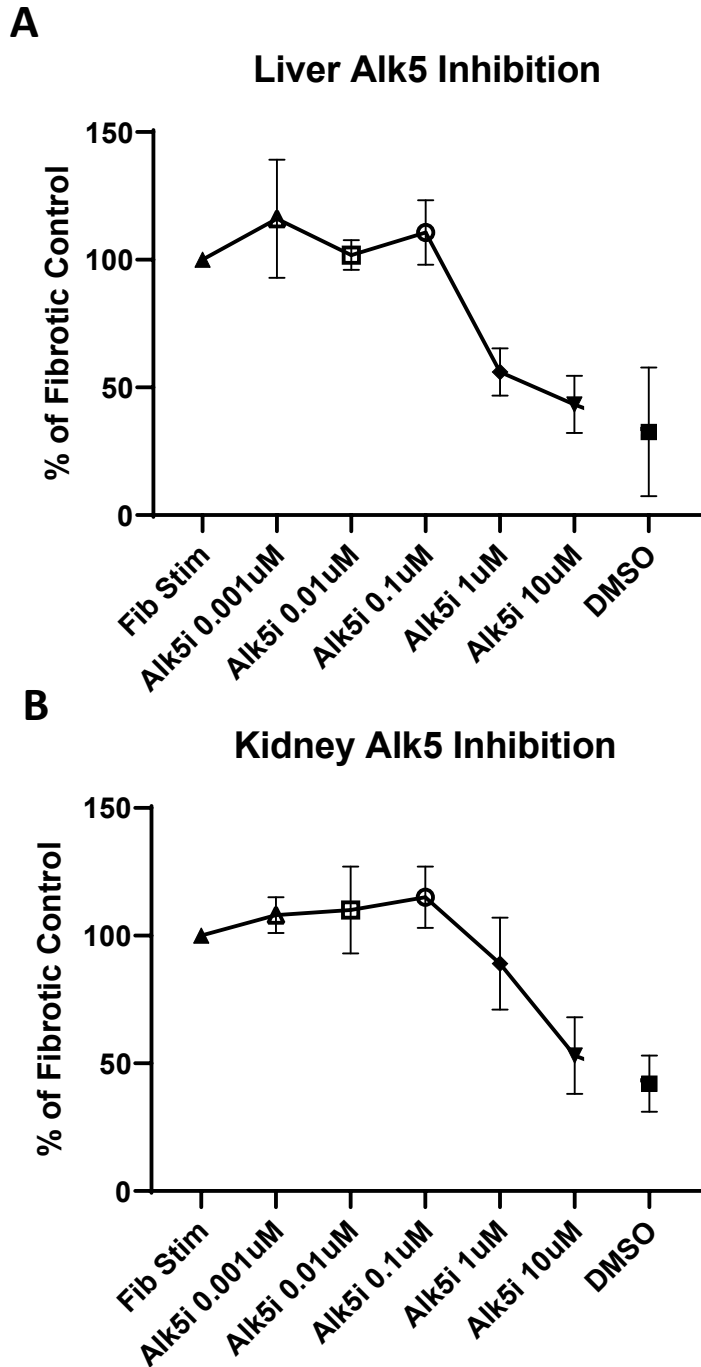 A
Liver Alk5 Inhibition
% of Fibrotic Control
150
100
50
0
Fib Stim
Alk5i 0.001uM
Alk5i 0.01uM
Alk5i 0.1uM
Alk5i 1uM
Alk5i 10uM
DMSO
B
Kidney Alk5 Inhibition
% of Fibrotic Control
150
100
50
0
Fib Stim
Alk5i 0.001uM
Alk5i 0.01uM
Alk5i 0.1uM
Alk5i 1uM
Alk5i 10uM
DMSO